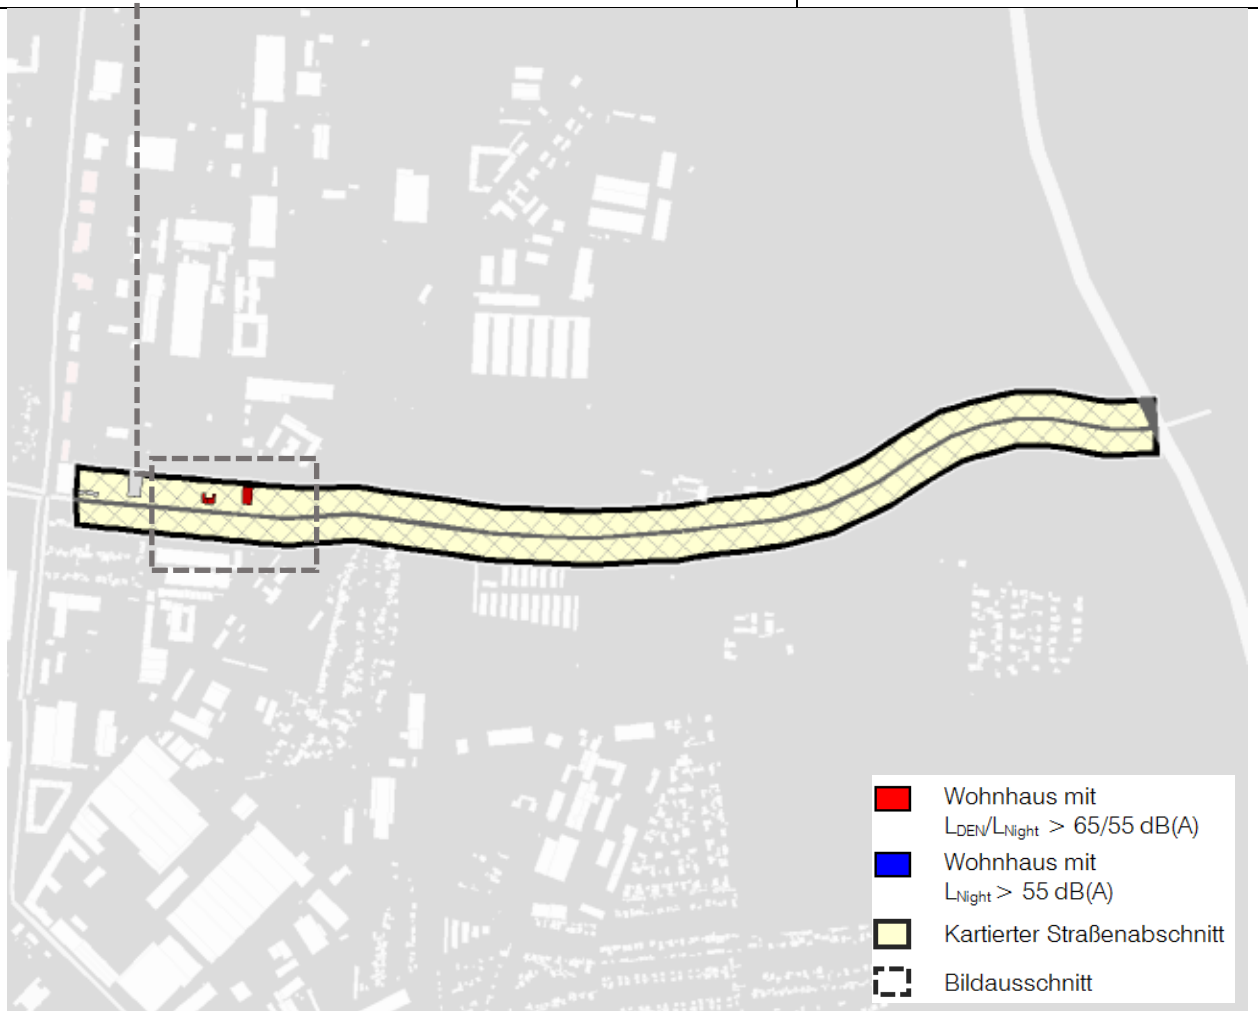 Wohnhaus mit
LDEN/LNight > 65/55 dB(A)
Wohnhaus mit
LNight > 55 dB(A)
Kartierter Straßenabschnitt
Bildausschnitt